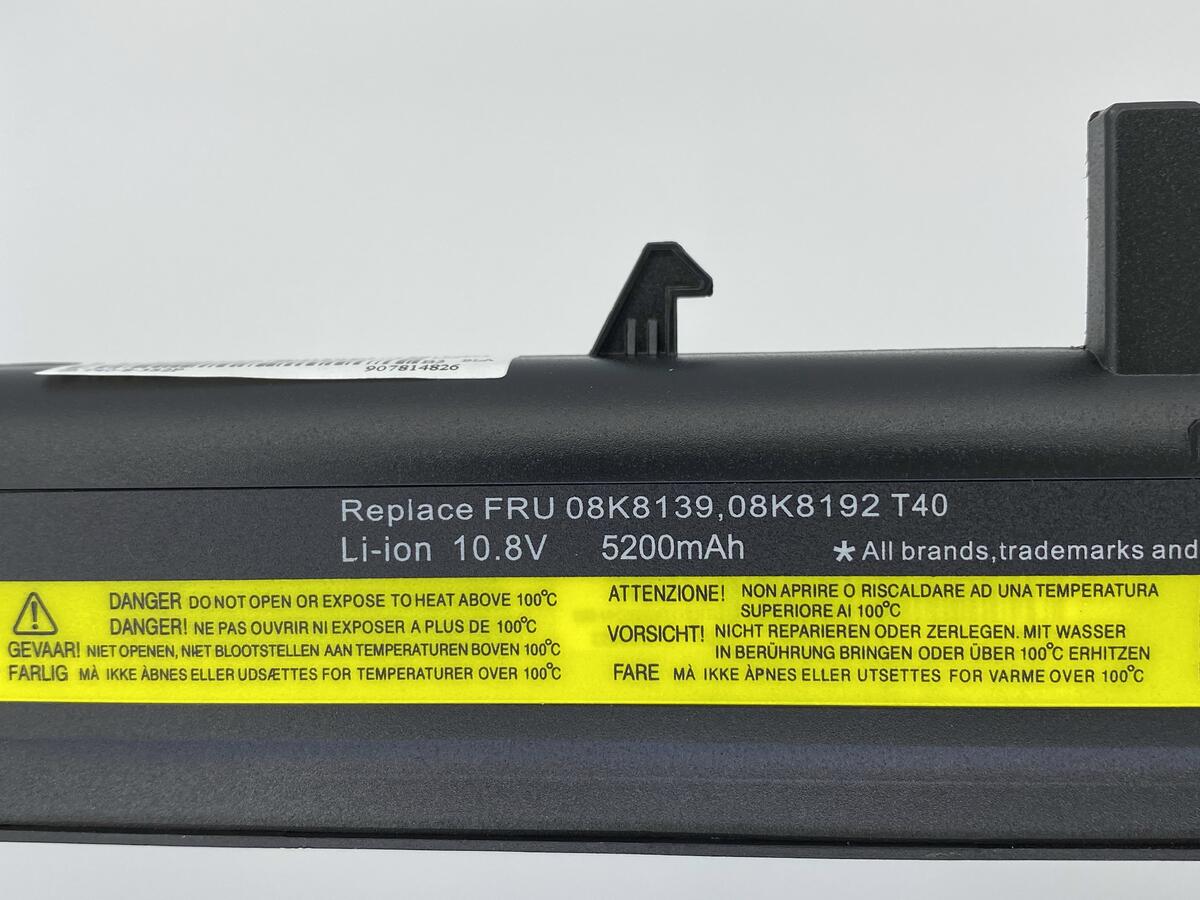 907814826
Replace FRU 08K8139,08K8192 T40
Li-ion 10.8V 5200mAh
*All brands,trademarks and
DANGER DO NOT OPEN OR EXPOSE TO HEAT ABOVE 100°C
DANGER! NE PAS OUVRIR NI EXPOSER A PLUS DE 100°C
GEVAAR! NIET OPENEN, NIET BLOOTSTELLEN AAN TEMPERATUREN BOVEN 100°C
FARLIG MÀ IKKE ÀBNES ELLER UDSÆTTES FOR TEMPERATURER OVER 100°C
ATTENZIONE! NON APRIRE O RISCALDARE AD UNA TEMPERATURA
SUPERIORE AI 100°C
VORSICHT! NICHT REPARIEREN ODER ZERLEGEN. MIT WASSER
IN BERÜHRUNG BRINGEN ODER ÜBER 100°C ERHITZEN
FARE MÀ IKKE ÀPNES ELLER UTSETTES FOR VARME OVER 100°C